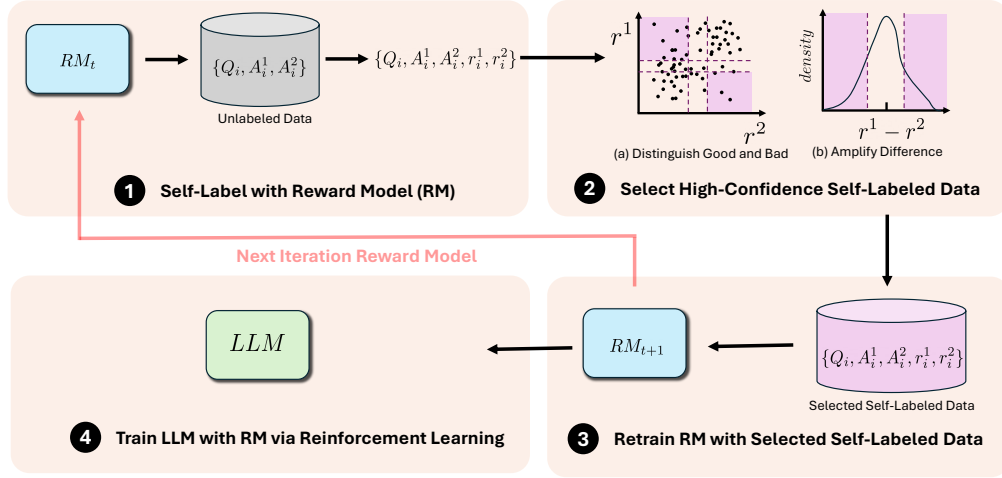 RM_t
{Q_i, A_i^1, A_i^2}
Unlabeled Data
{Q_i, A_i^1, A_i^2, r_i^1, r_i^2}
1 Self-Label with Reward Model (RM)
r^1
r^2
(a) Distinguish Good and Bad
density
r^1 − r^2
(b) Amplify Difference
2 Select High-Confidence Self-Labeled Data
Next Iteration Reward Model
LLM
4 Train LLM with RM via Reinforcement Learning
RM_{t+1}
{Q_i, A_i^1, A_i^2, r_i^1, r_i^2}
Selected Self-Labeled Data
3 Retrain RM with Selected Self-Labeled Data